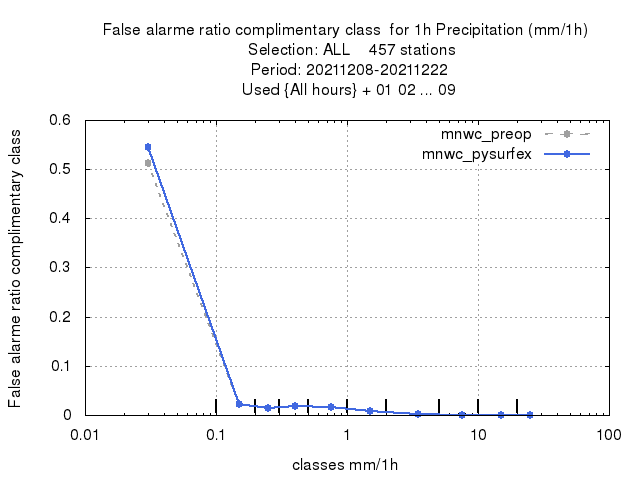 False alarme ratio complimentary class  for 1h Precipitation (mm/1h)
Selection: ALL    457 stations
Period: 20211208-20211222
Used {All hours} + 01 02 ... 09
mnwc_preop
mnwc_pysurfex
False alarme ratio complimentary class
0.6
0.5
0.4
0.3
0.2
0.1
0
0.01 0.1 1 10 100
classes mm/1h